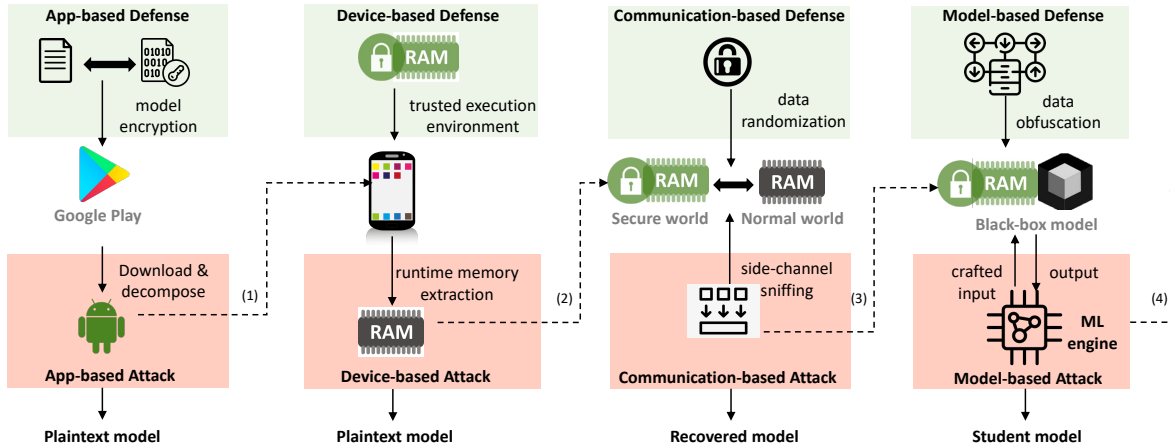 App-based Defense
01010
010
010
model
encryption
Google Play
Download &
decompose
(1)
App-based Attack
Plaintext model
Device-based Defense
RAM
trusted execution
environment
runtime memory
extraction
RAM
(2)
Device-based Attack
Plaintext model
Communication-based Defense
data
randomization
RAM
RAM
Secure world
Normal world
side-channel
sniffing
(3)
Communication-based Attack
Recovered model
Model-based Defense
data
obfuscation
RAM
Black-box model
crafted
input
output
ML
engine
(4)
Model-based Attack
Student model